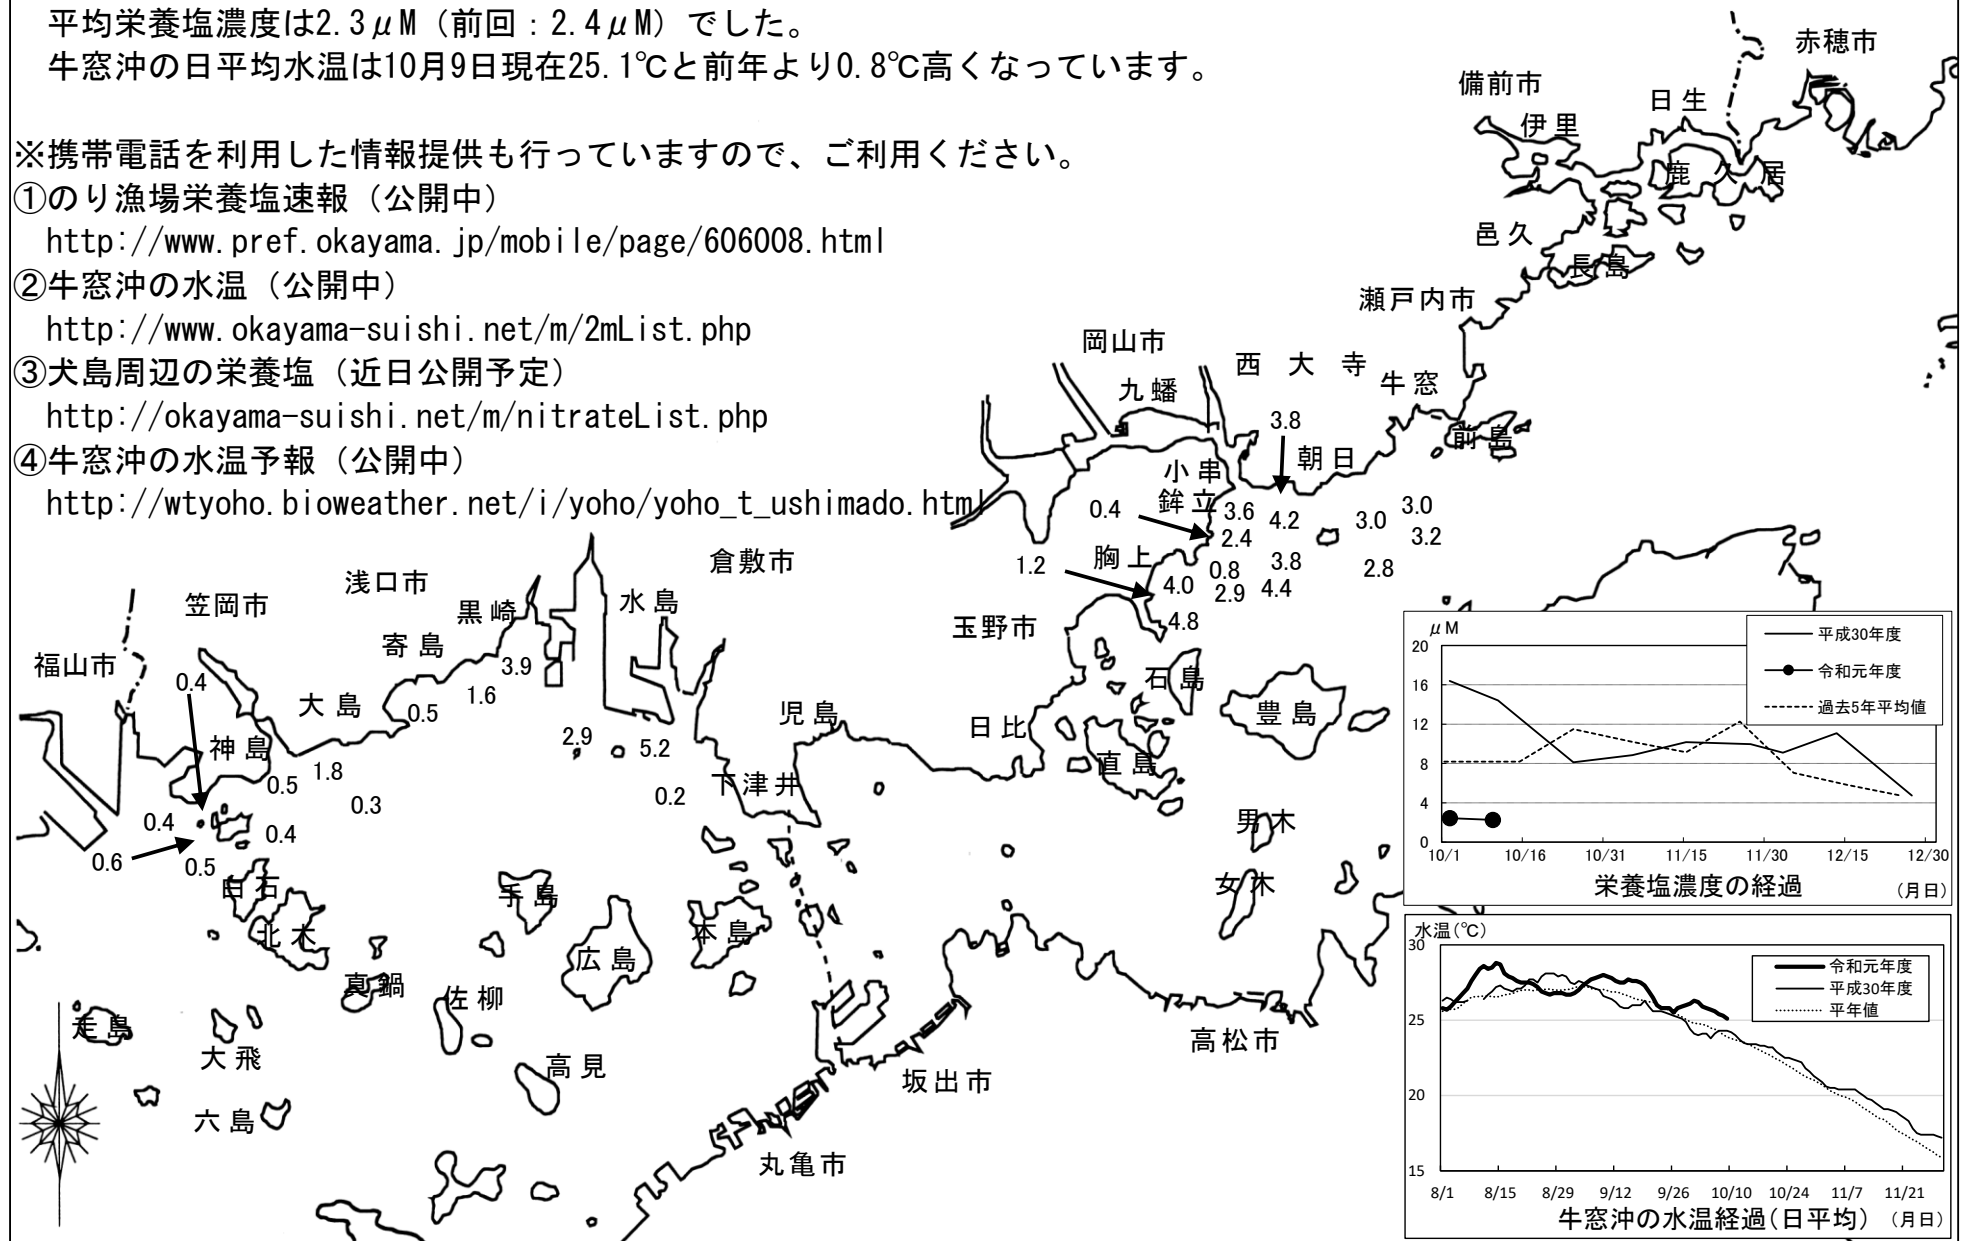 平均栄養塩濃度は2.3μM（前回：2.4μM）でした。
牛窓沖の日平均水温は10月9日現在25.1℃と前年より0.8℃高くなっています。
※携帯電話を利用した情報提供も行っていますので、ご利用ください。
①のり漁場栄養塩速報（公開中）
http://www.pref.okayama.jp/mobile/page/606008.html
②牛窓沖の水温（公開中）
http://www.okayama-suishi.net/m/2mList.php
③犬島周辺の栄養塩（近日公開予定）
http://okayama-suishi.net/m/nitrateList.php
④牛窓沖の水温予報（公開中）
http://wtyoho.bioweather.net/i/yoho/yoho_t_ushimado.html
赤穂市
備前市
日生
伊里
鹿久居
邑久
長島
瀬戸内市
岡山市
西大寺
牛窓
九蟠
前島
3.8
朝日
小串
鉾立
0.4
3.6
4.2
3.0
3.0
2.4
3.2
胸上
1.2
3.8
0.8
2.8
4.0
2.9
4.4
4.8
倉敷市
浅口市
笠岡市
黒崎
水島
玉野市
寄島
福山市
3.9
0.4
1.6
石島
大島
0.5
児島
日比
豊島
神島
2.9
5.2
直島
1.8
0.5
下津井
0.3
0.2
0.4
0.4
男木
0.6
0.5
白石
手島
女木
北木
本島
広島
真鍋
佐柳
走島
大飛
高見
高松市
坂出市
六島
丸亀市
μM
平成30年度
令和元年度
過去5年平均値
20
16
12
8
4
0
10/1 10/16 10/31 11/15 11/30 12/15 12/30
栄養塩濃度の経過 （月日）
水温(℃)
令和元年度
平成30年度
平年値
30
25
20
15
8/1 8/15 8/29 9/12 9/26 10/10 10/24 11/7 11/21
牛窓沖の水温経過(日平均) （月日）